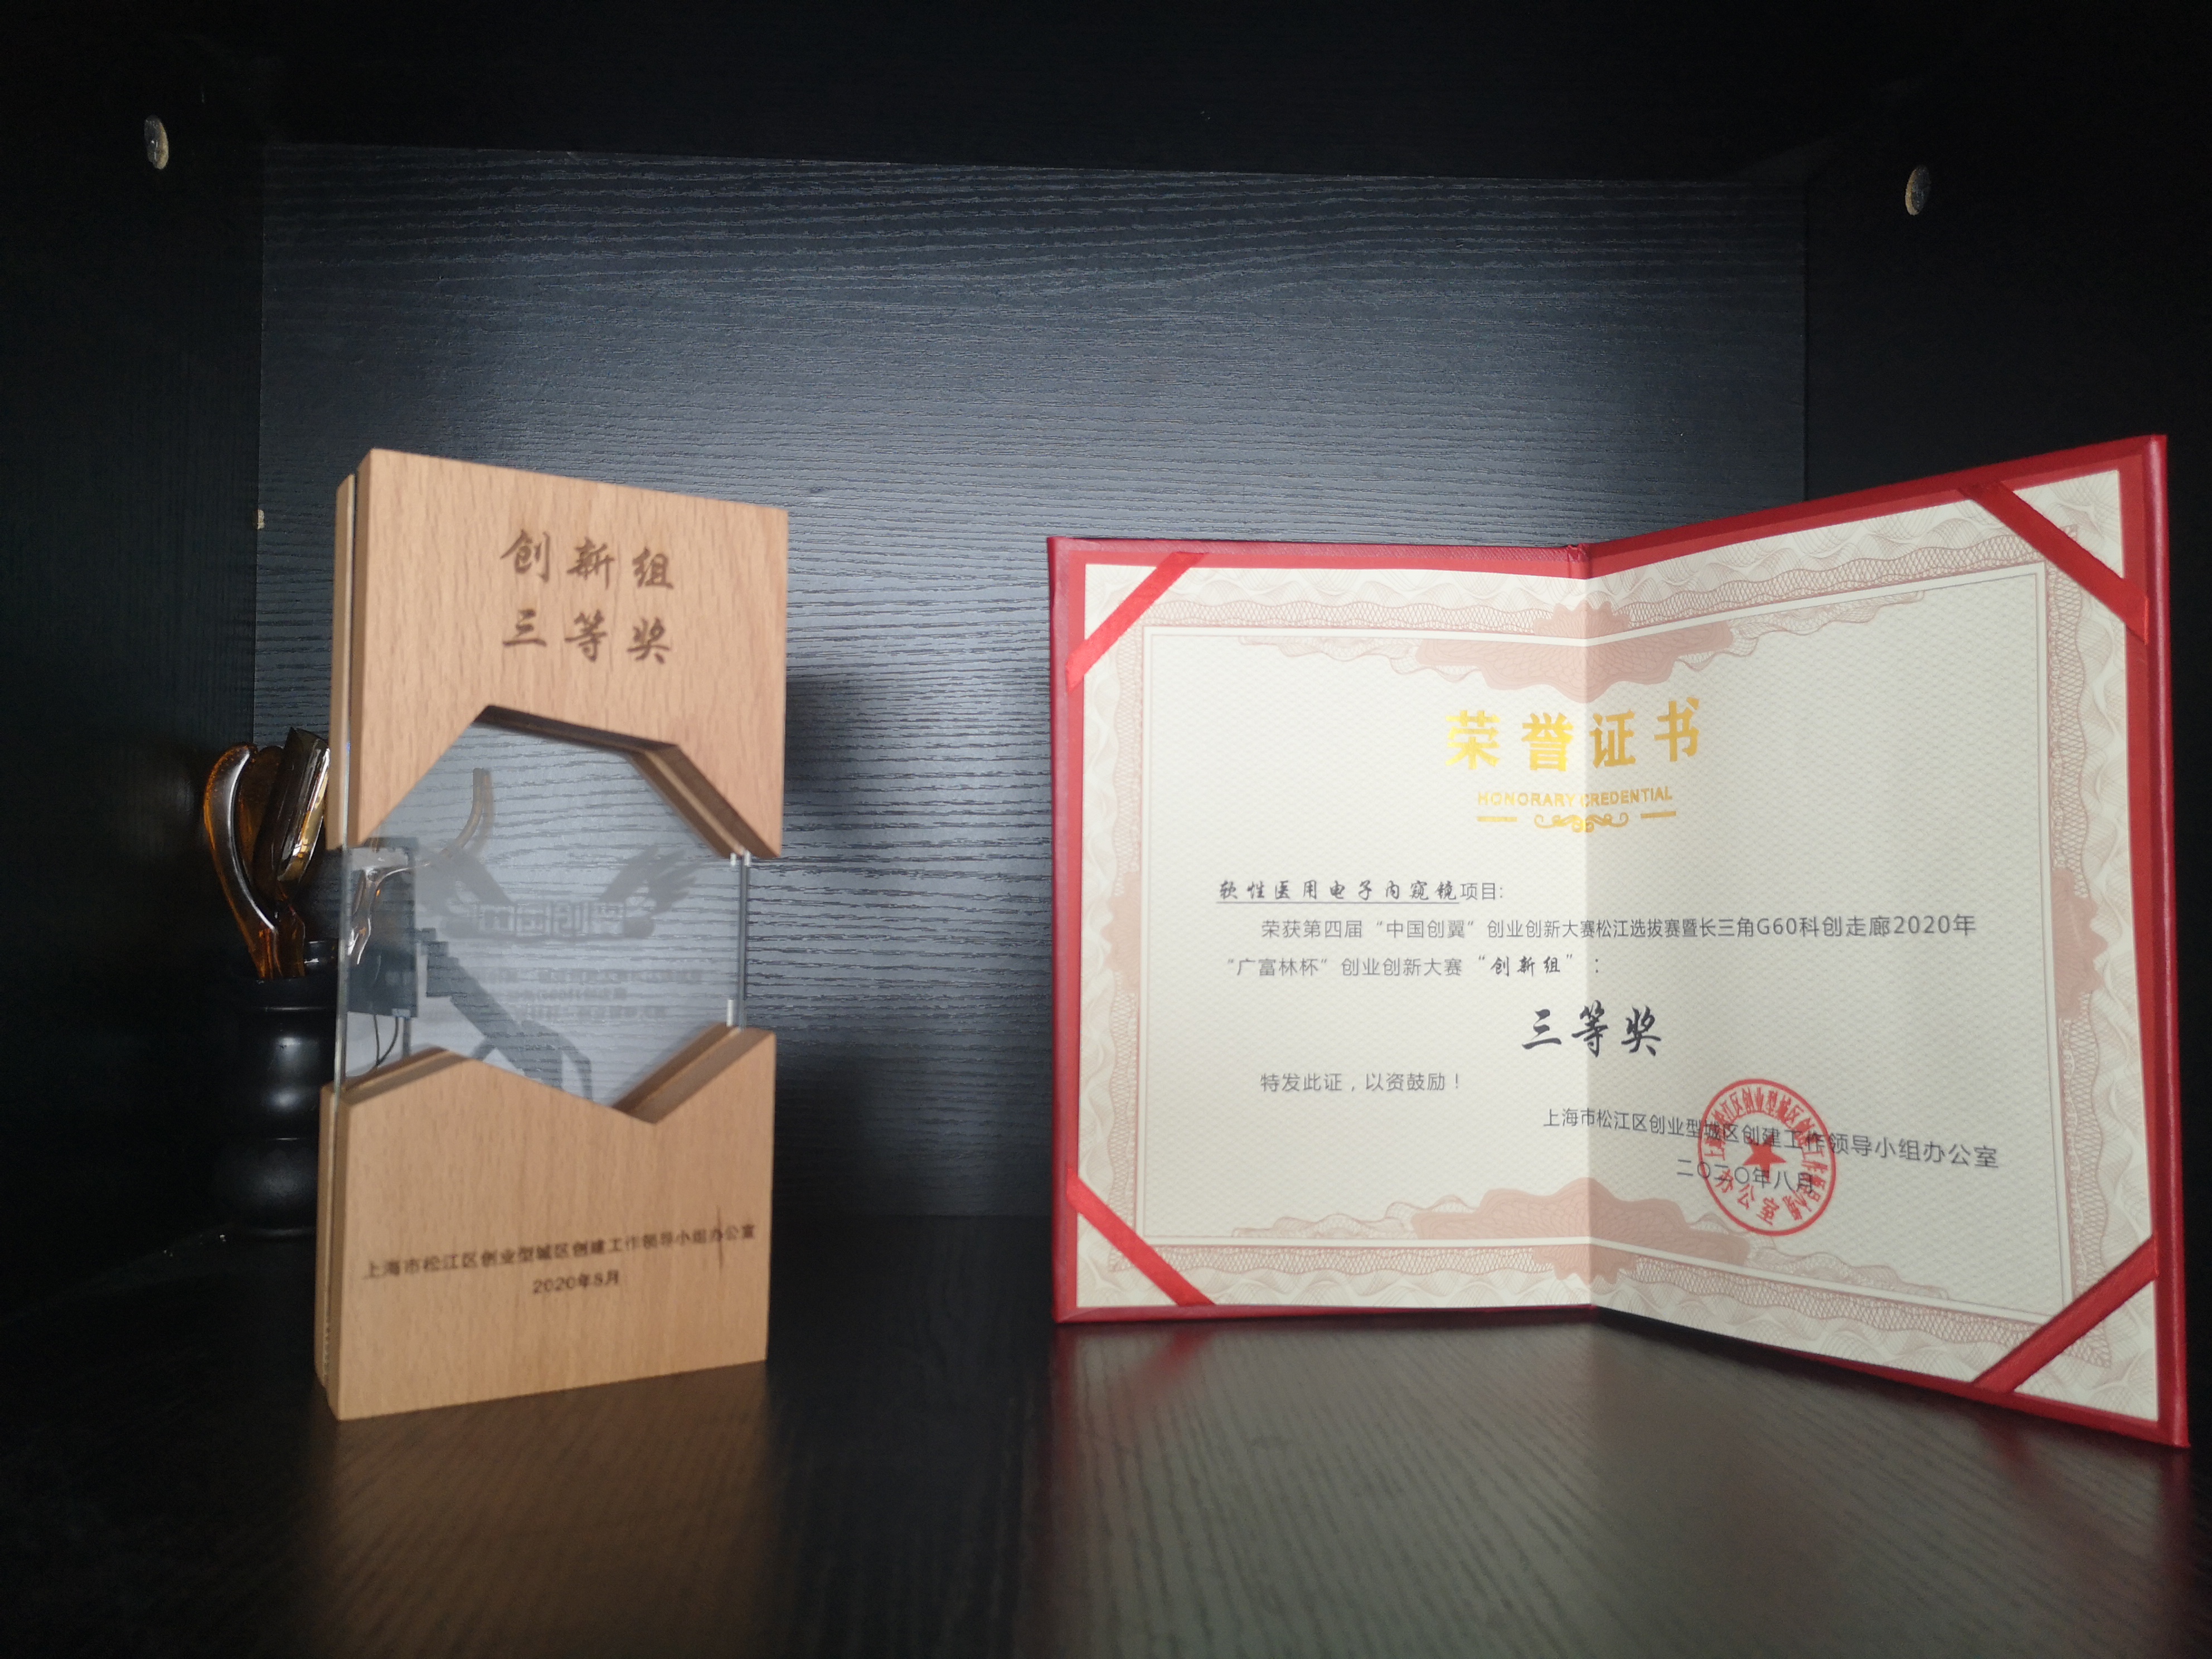 创新组
三等奖
中国创翼
上海市松江区创业型城区创建工作领导小组办公室
2020年8月
荣誉证书
HONORARY CREDENTIAL
软性医用电子内窥镜项目:
荣获第四届“中国创翼”创业创新大赛松江选拔赛暨长三角G60科创走廊2020年
“广富林杯”创业创新大赛“创新组”：
三等奖
特发此证，以资鼓励！
上海市松江区创业型城区创建工作领导小组办公室
二〇二〇年八月